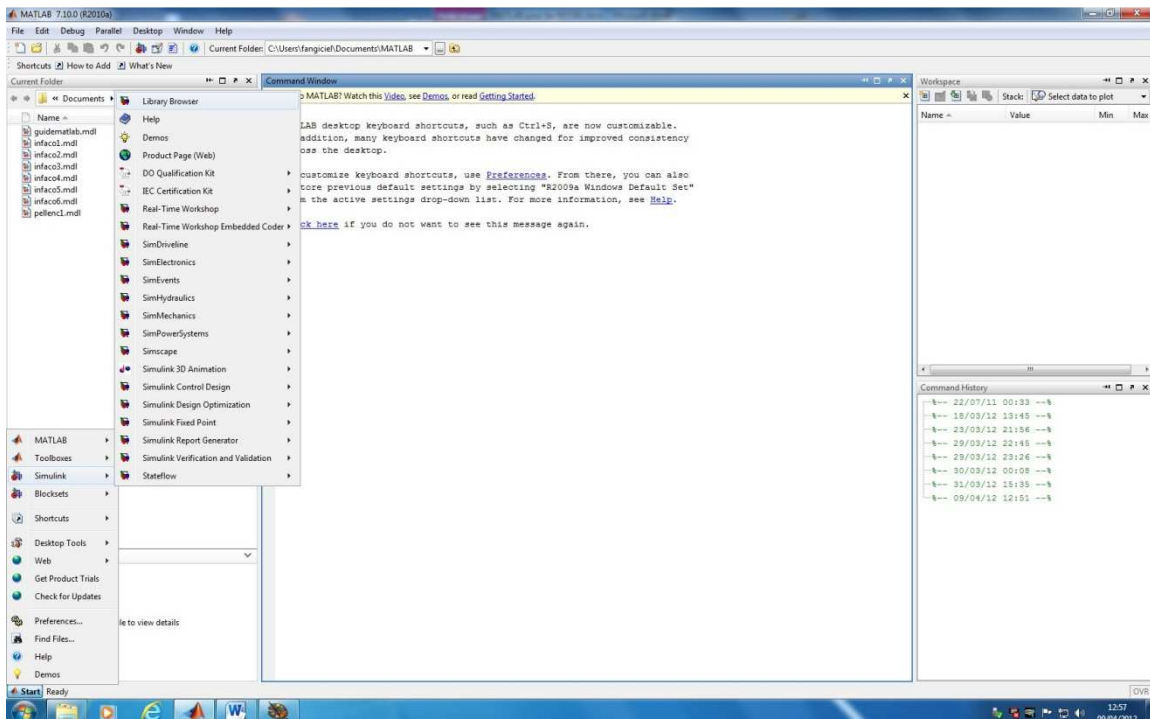 MATLAB 7.10.0 (R2010a)
File Edit Debug Parallel Desktop Window Help
Current Folder: C:\Users\fangiciel\Documents\MATLAB
Shortcuts How to Add What's New
Current Folder
« Documents
Name
guidematlab.mdl
infaco1.mdl
infaco2.mdl
infaco3.mdl
infaco4.mdl
infaco5.mdl
infaco6.mdl
pellenc1.mdl
Library Browser
Help
Demos
Product Page (Web)
DO Qualification Kit
IEC Certification Kit
Real-Time Workshop
Real-Time Workshop Embedded Coder
SimDriveline
SimElectronics
SimEvents
SimHydraulics
SimMechanics
SimPowerSystems
Simscape
Simulink 3D Animation
Simulink Control Design
Simulink Design Optimization
Simulink Fixed Point
Simulink Report Generator
Simulink Verification and Validation
Stateflow
MATLAB
Toolboxes
Simulink
Blocksets
Shortcuts
Desktop Tools
Web
Get Product Trials
Check for Updates
Preferences...
Find Files...
Help
Demos
le to view details
Command Window
o MATLAB? Watch this Video, see Demos, or read Getting Started.
LAB desktop keyboard shortcuts, such as Ctrl+S, are now customizable.
addition, many keyboard shortcuts have changed for improved consistency
oss the desktop.
customize keyboard shortcuts, use Preferences. From there, you can also
tore previous default settings by selecting "R2009a Windows Default Set"
m the active settings drop-down list. For more information, see Help.
ck here if you do not want to see this message again.
Workspace
Stack: Select data to plot
Name Value Min Max
Command History
%-- 22/07/11 00:33 --%
%-- 18/03/12 13:45 --%
%-- 23/03/12 21:56 --%
%-- 29/03/12 22:45 --%
%-- 29/03/12 23:26 --%
%-- 30/03/12 00:08 --%
%-- 31/03/12 15:35 --%
%-- 09/04/12 12:51 --%
Start Ready
OVR
12:57
09/04/2012